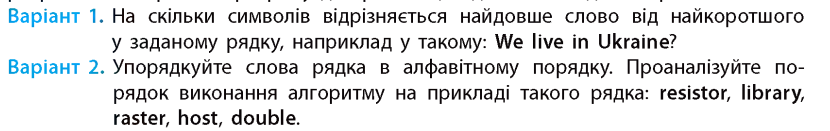 Варіант 1. На скільки символів відрізняється найдовше слово від найкоротшого
у заданому рядку, наприклад у такому: We live in Ukraine?
Варіант 2. Упорядкуйте слова рядка в алфавітному порядку. Проаналізуйте по-
рядок виконання алгоритму на прикладі такого рядка: resistor, library,
raster, host, double.